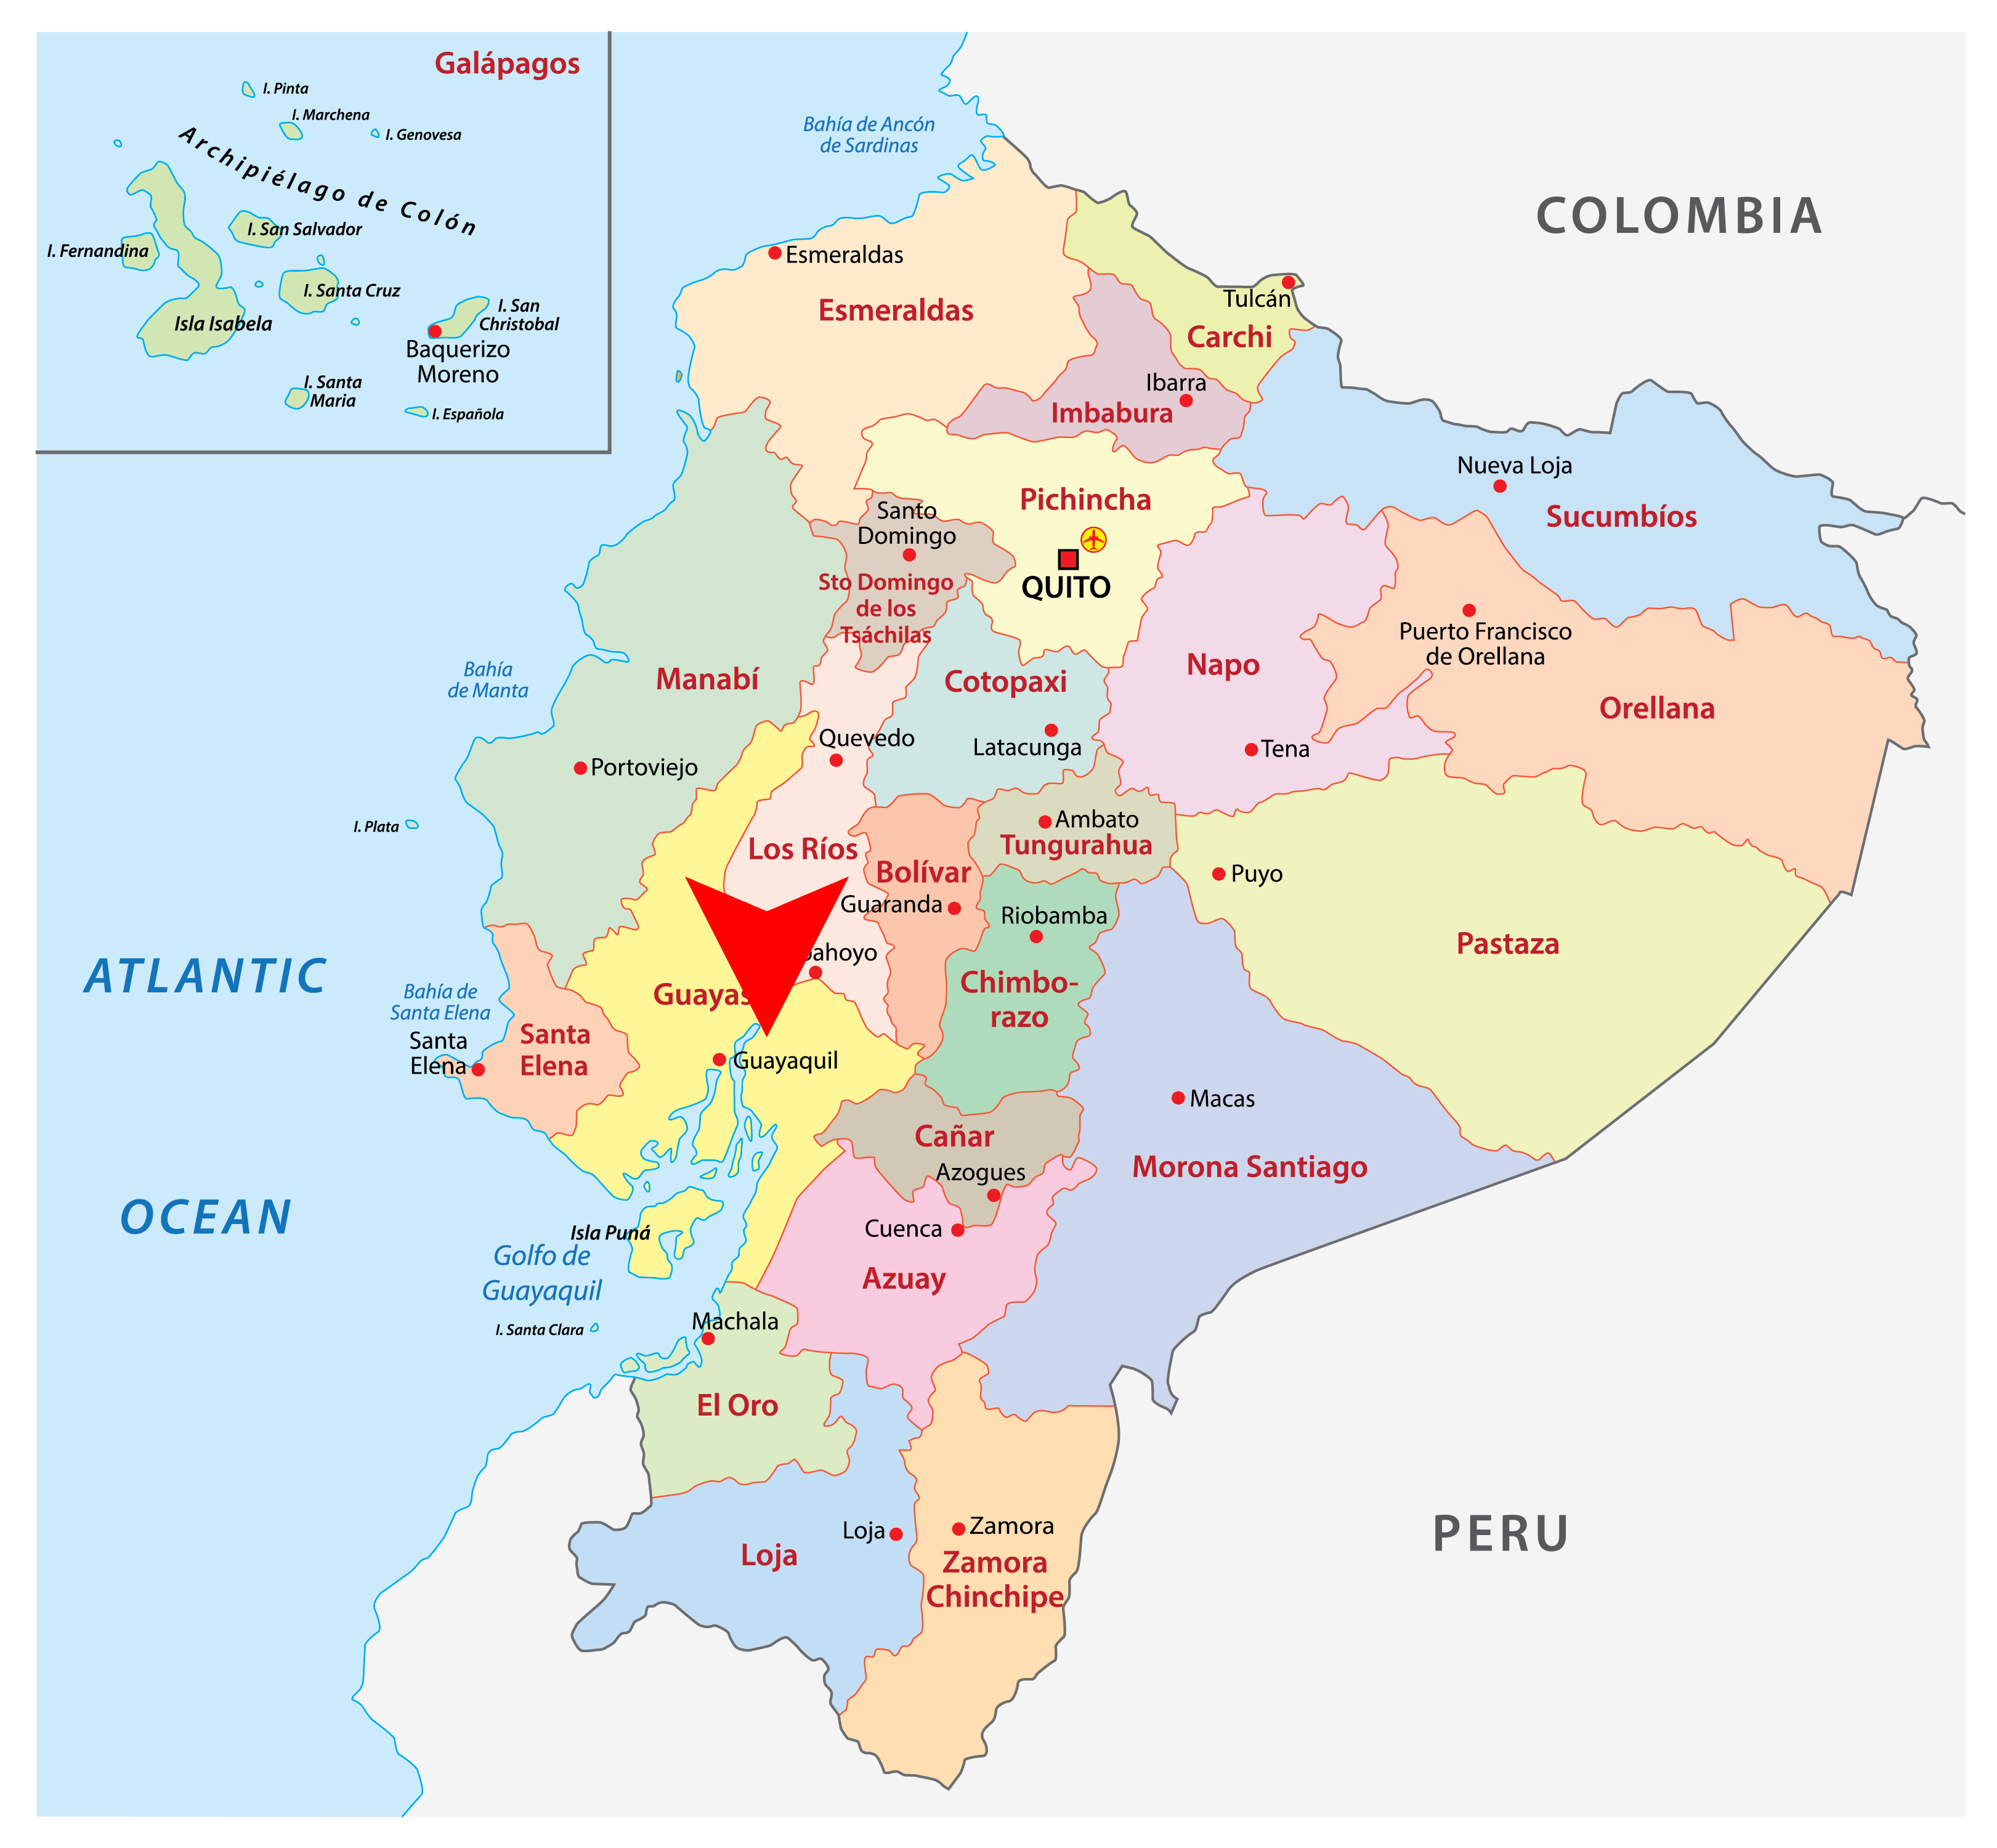 Galápagos
I. Pinta
I. Marchena
I. Genovesa
Archipiélago de Colón
I. San Salvador
I. Fernandina
I. Santa Cruz
I. San
Christobal
Isla Isabela
Baquerizo
Moreno
I. Santa
Maria
I. Española
Bahía de Ancón
de Sardinas
COLOMBIA
Esmeraldas
Esmeraldas
Tulcán
Carchi
Ibarra
Imbabura
Nueva Loja
Sucumbíos
Pichincha
QUITO
Santo
Domingo
Sto Domingo
de los
Tsáchilas
Puerto Francisco
de Orellana
Orellana
Napo
Tena
Bahía
de Manta
Manabí
Cotopaxi
Latacunga
Quevedo
Portoviejo
I. Plata
Los Ríos
Bolívar
Guaranda
Ambato
Tungurahua
Puyo
Riobamba
Pastaza
Chimbo-
razo
ahoyo
Guayas
ATLANTIC
OCEAN
Bahía de
Santa Elena
Santa
Elena
Santa
Elena
Guayaquil
Macas
Cañar
Azogues
Morona Santiago
Cuenca
Azuay
Isla Puná
Golfo de
Guayaquil
I. Santa Clara
Machala
El Oro
Loja
Loja
Zamora
Zamora
Chinchipe
PERU